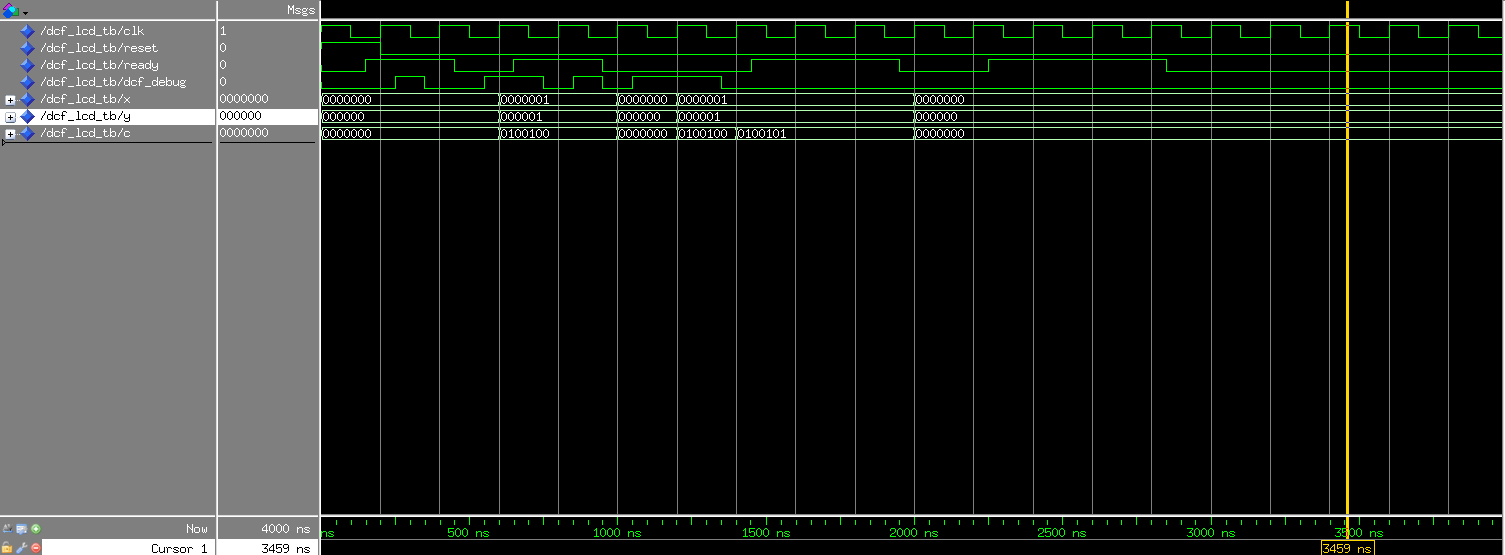 Msgs
/dcf_lcd_tb/clk 1
/dcf_lcd_tb/reset 0
/dcf_lcd_tb/ready 0
/dcf_lcd_tb/dcf_debug 0
/dcf_lcd_tb/x 0000000 0000000 0000001 0000000 0000001 0000000
/dcf_lcd_tb/y 000000 000000 000001 000000 000001 000000
/dcf_lcd_tb/c 0000000 0000000 0100100 0000000 0100100 0100101 0000000
Now 4000 ns ns 500 ns 1000 ns 1500 ns 2000 ns 2500 ns 3000 ns 3500 ns
Cursor 1 3459 ns 3459 ns